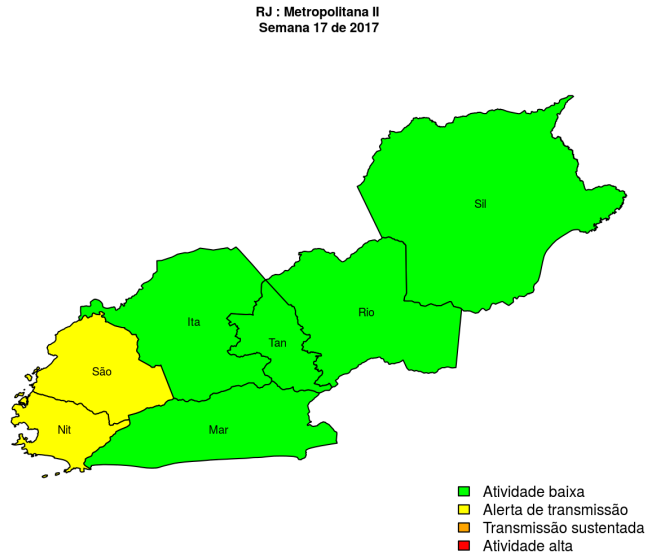 RJ : Metropolitana II
Semana 17 de 2017
Sil
Ita
Rio
Tan
São
Nit
Mar
Atividade baixa
Alerta de transmissão
Transmissão sustentada
Atividade alta